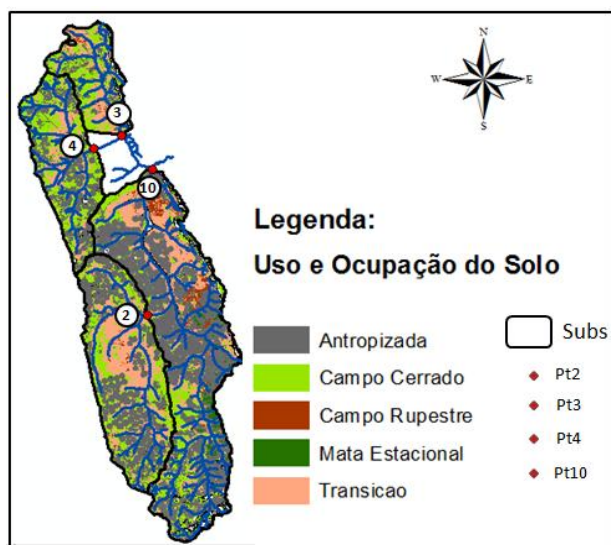 N
W E
S
3
4
10
2
Legenda:
Uso e Ocupação do Solo
Antropizada
Campo Cerrado
Campo Rupestre
Mata Estacional
Transicao
Subs
Pt2
Pt3
Pt4
Pt10